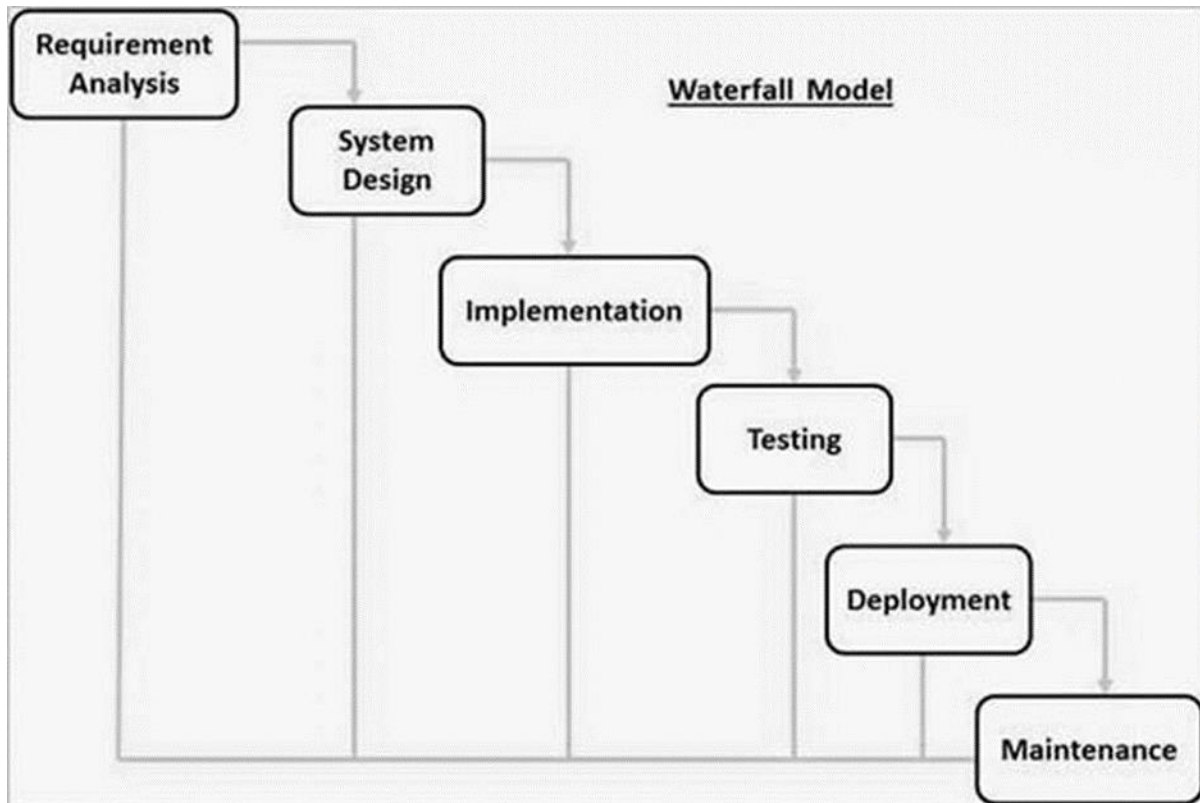 Requirement
Analysis
Waterfall Model
System
Design
Implementation
Testing
Deployment
Maintenance